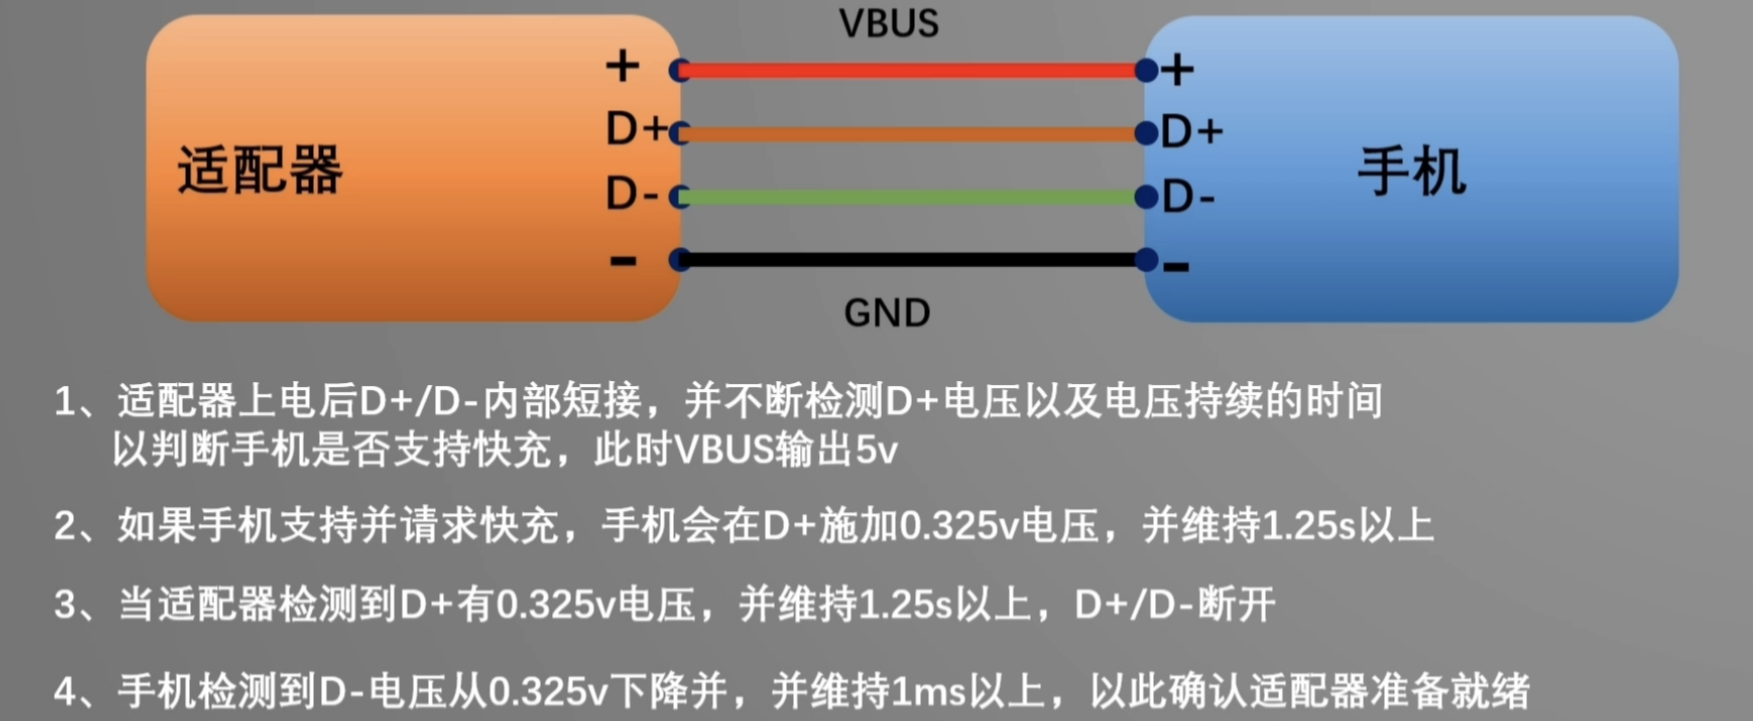 VBUS
+ +
D+ D+
适配器 手机
D- D-
- -
GND
1、适配器上电后D+/D-内部短接，并不断检测D+电压以及电压持续的时间
以判断手机是否支持快充，此时VBUS输出5v
2、如果手机支持并请求快充，手机会在D+施加0.325v电压，并维持1.25s以上
3、当适配器检测到D+有0.325v电压，并维持1.25s以上，D+/D-断开
4、手机检测到D-电压从0.325v下降并，并维持1ms以上，以此确认适配器准备就绪